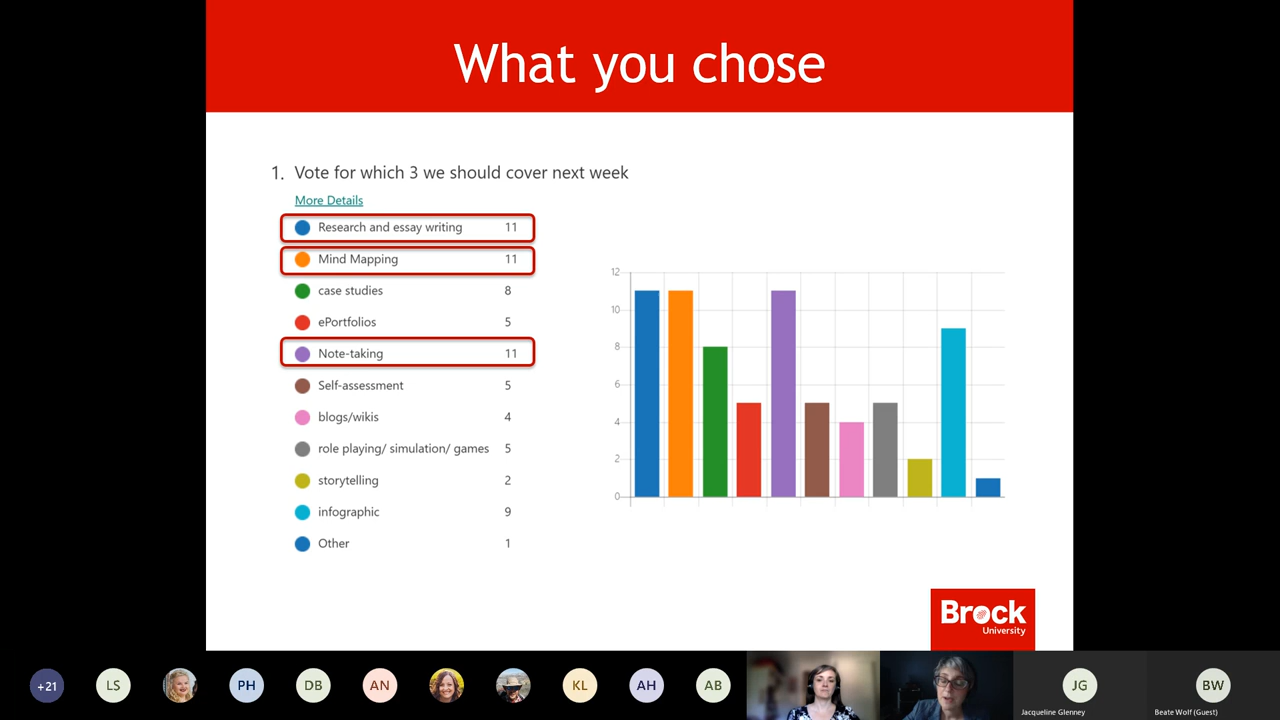 What you chose
1. Vote for which 3 we should cover next week
More Details
Research and essay writing 11
Mind Mapping 11
case studies 8
ePortfolios 5
Note-taking 11
Self-assessment 5
blogs/wikis 4
role playing/ simulation/ games 5
storytelling 2
infographic 9
Other 1
12
10
8
6
4
2
0
Brock
University
+21 LS PH DB AN KL AH AB JG BW
Jacqueline Glenney Beate Wolf (Guest)